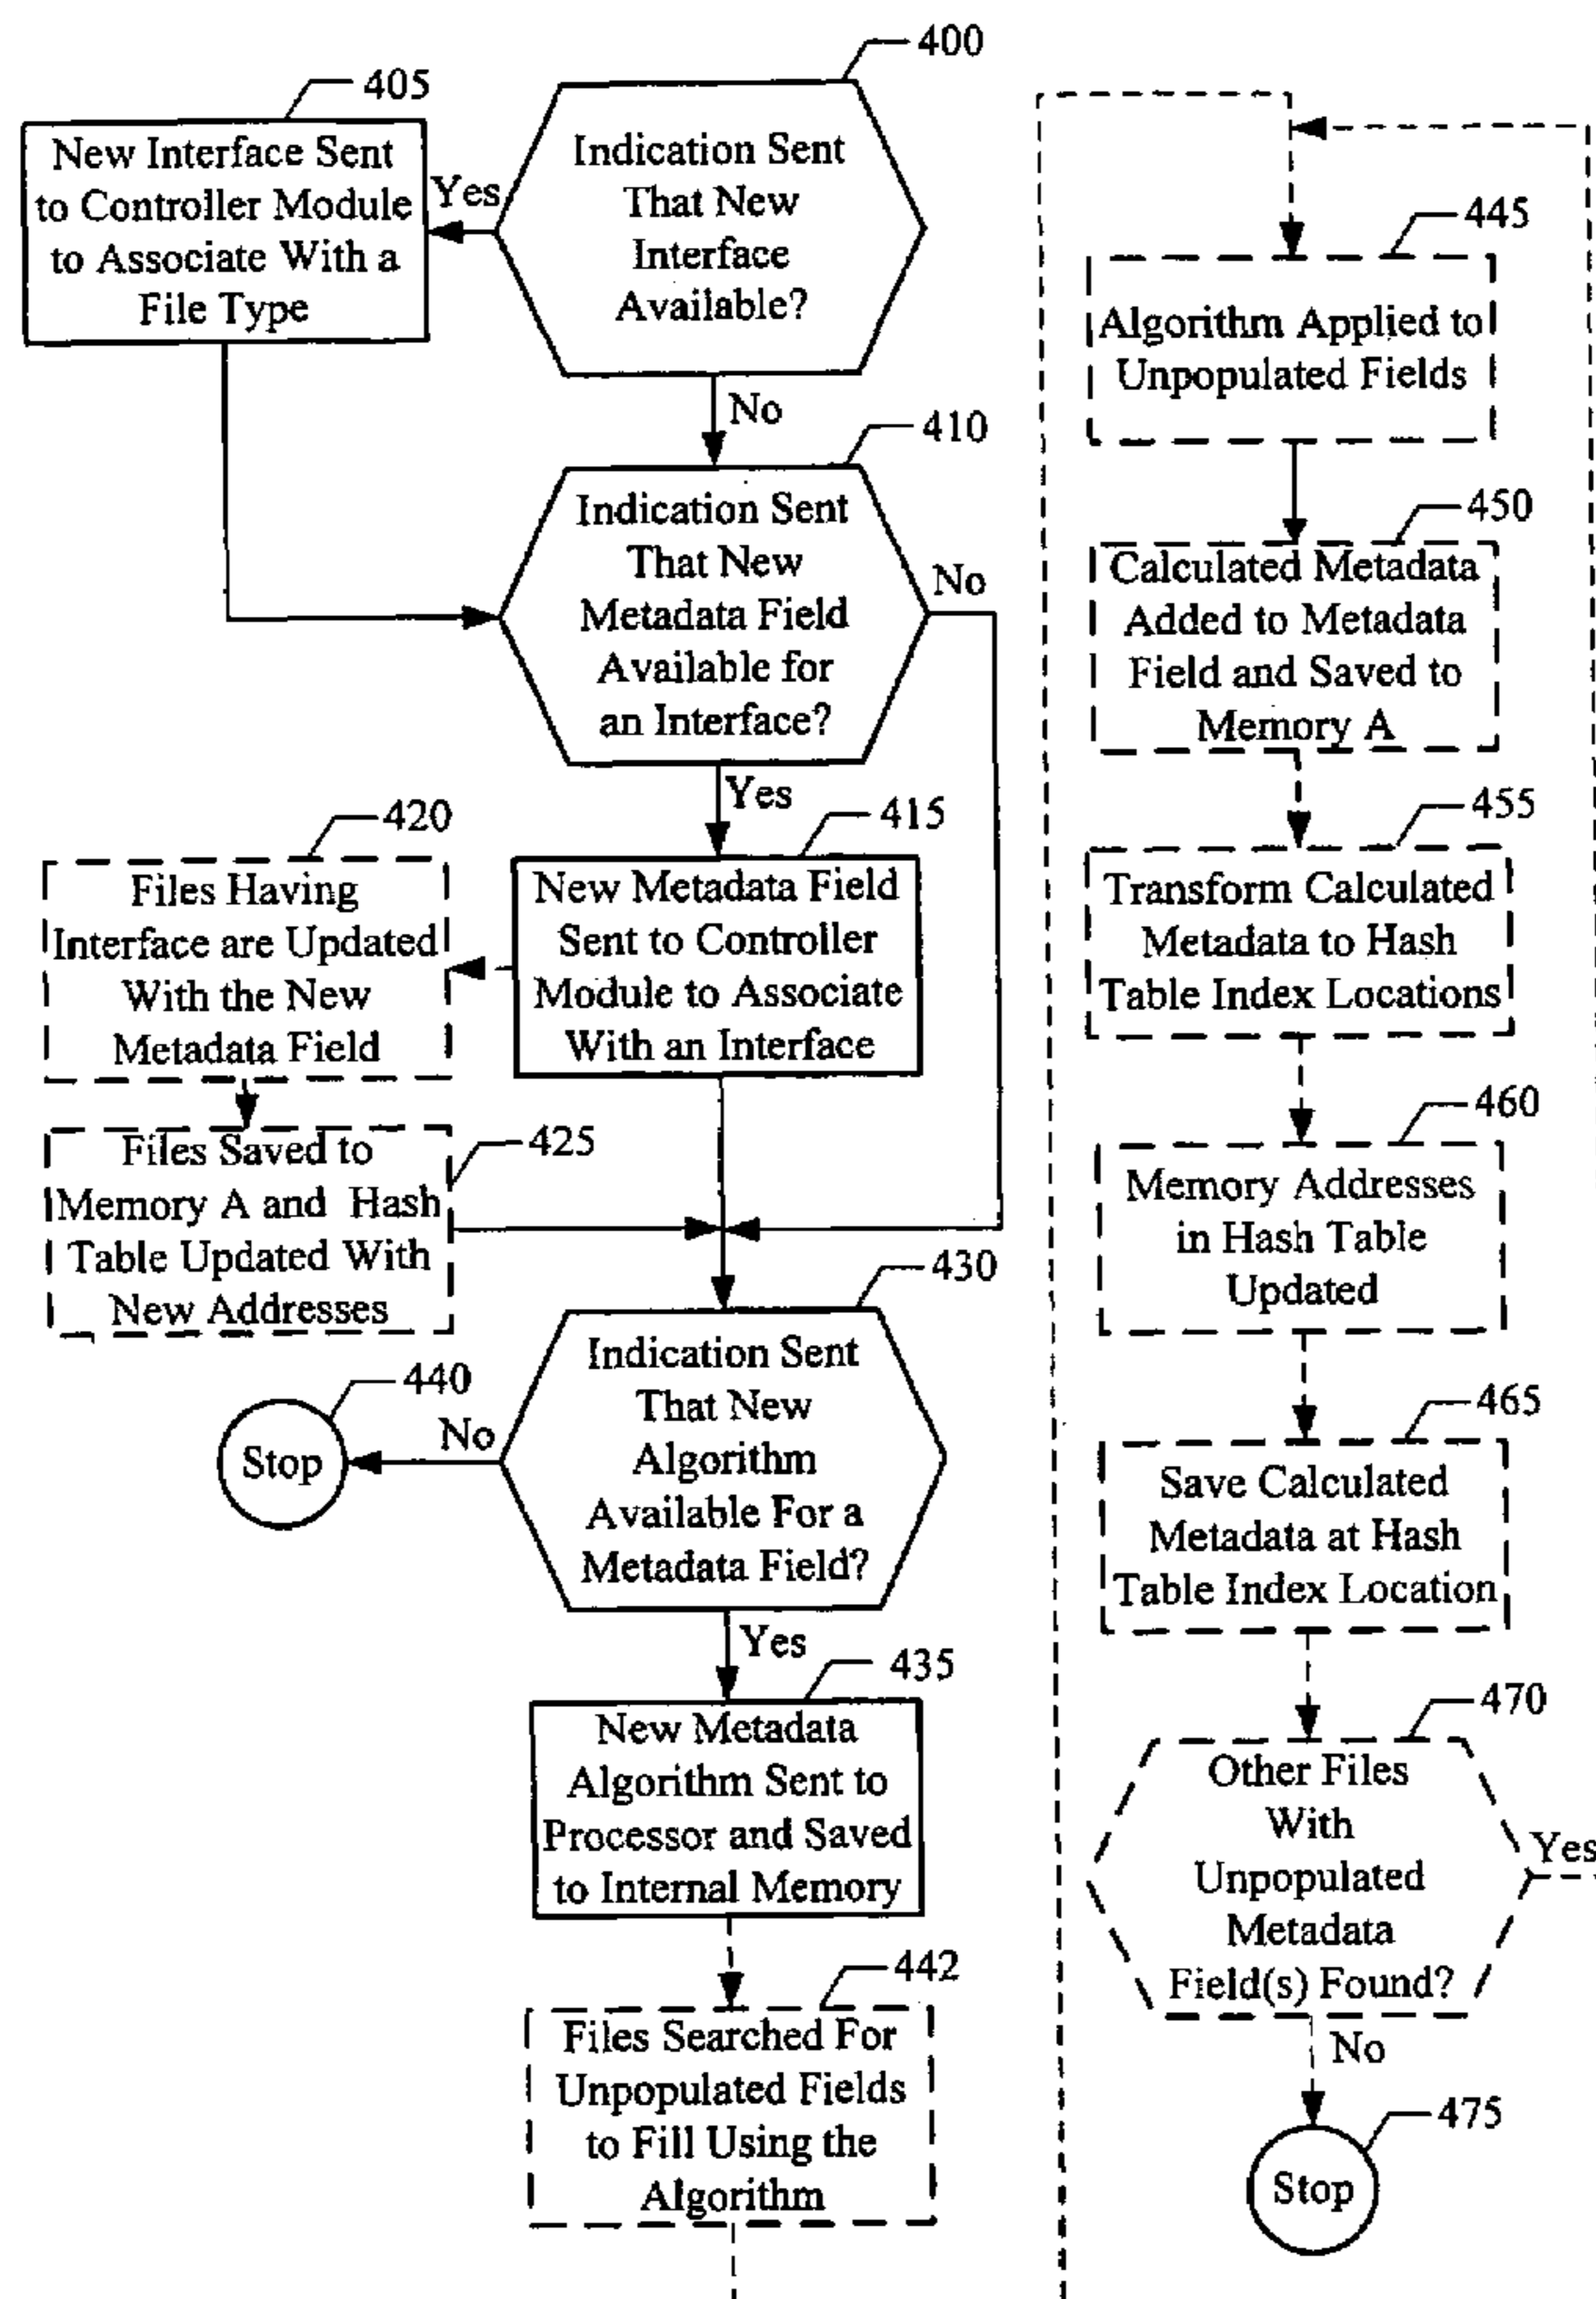 400
Indication Sent
That New
Interface
Available?
405
New Interface Sent
to Controller Module
to Associate With a
File Type
Yes
No
410
Indication Sent
That New
Metadata Field
Available for
an Interface?
No
Yes
415
New Metadata Field
Sent to Controller
Module to Associate
With an Interface
420
Files Having
Interface are Updated
With the New
Metadata Field
425
Files Saved to
Memory A and Hash
Table Updated With
New Addresses
430
Indication Sent
That New
Algorithm
Available For a
Metadata Field?
No
440
Stop
Yes
435
New Metadata
Algorithm Sent to
Processor and Saved
to Internal Memory
442
Files Searched For
Unpopulated Fields
to Fill Using the
Algorithm
445
Algorithm Applied to
Unpopulated Fields
450
Calculated Metadata
Added to Metadata
Field and Saved to
Memory A
455
Transform Calculated
Metadata to Hash
Table Index Locations
460
Memory Addresses
in Hash Table
Updated
465
Save Calculated
Metadata at Hash
Table Index Location
470
Other Files
With
Unpopulated
Metadata
Field(s) Found?
Yes
No
475
Stop